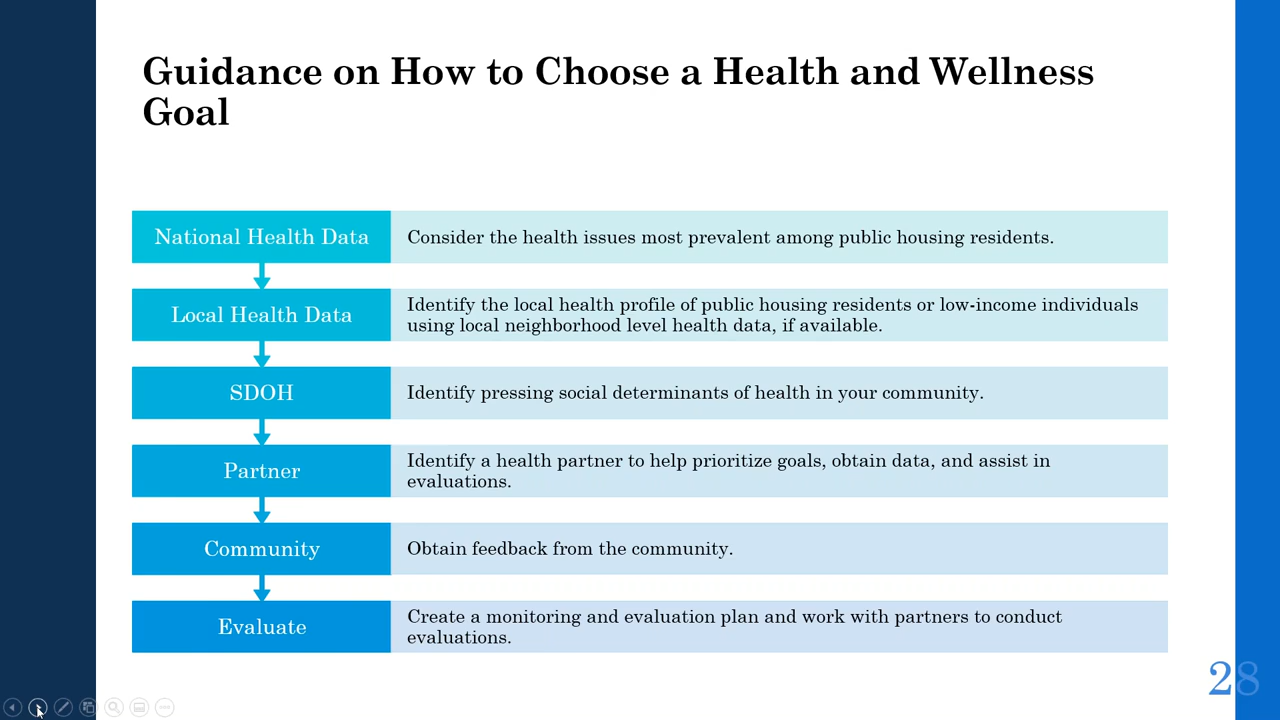 Guidance on How to Choose a Health and Wellness
Goal
National Health Data
Consider the health issues most prevalent among public housing residents.
Local Health Data
Identify the local health profile of public housing residents or low-income individuals
using local neighborhood level health data, if available.
SDOH
Identify pressing social determinants of health in your community.
Partner
Identify a health partner to help prioritize goals, obtain data, and assist in
evaluations.
Community
Obtain feedback from the community.
Evaluate
Create a monitoring and evaluation plan and work with partners to conduct
evaluations.
28